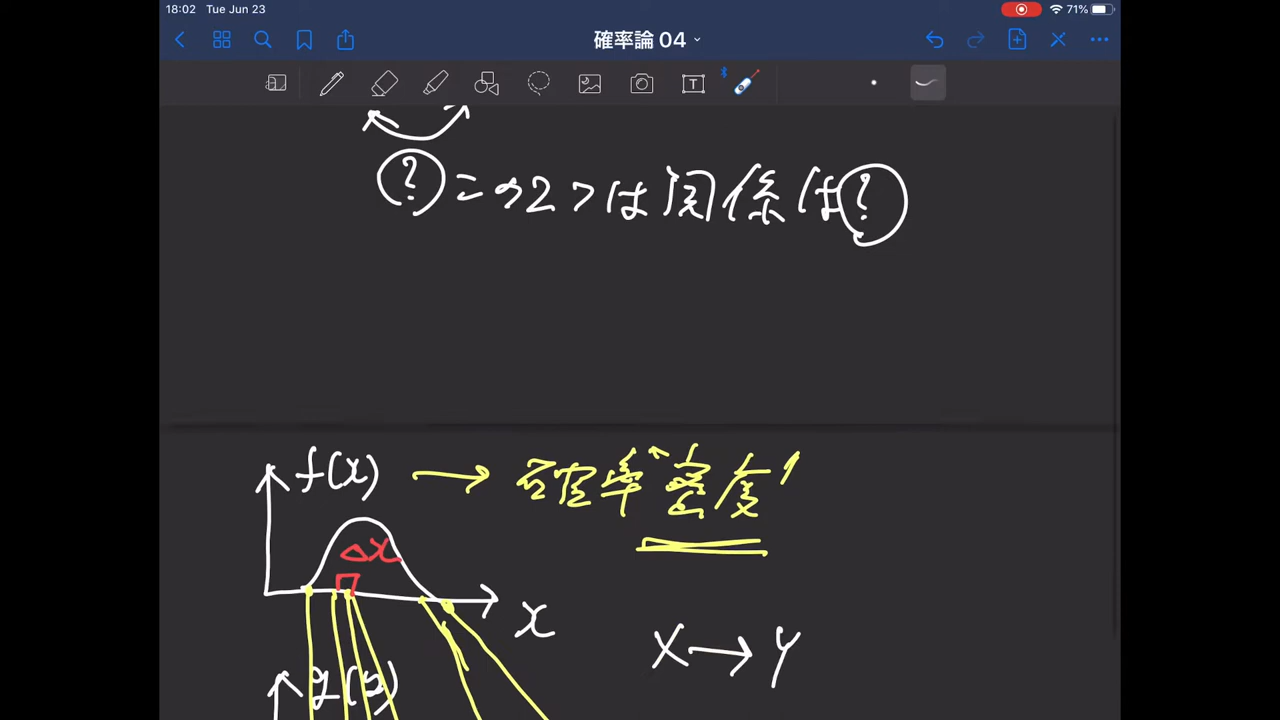 18:02 Tue Jun 23
71%
確率論 04
T
? この2つは関係は ?
f(x) → 確率"密度"
Δx
x
X → Y
g(x)